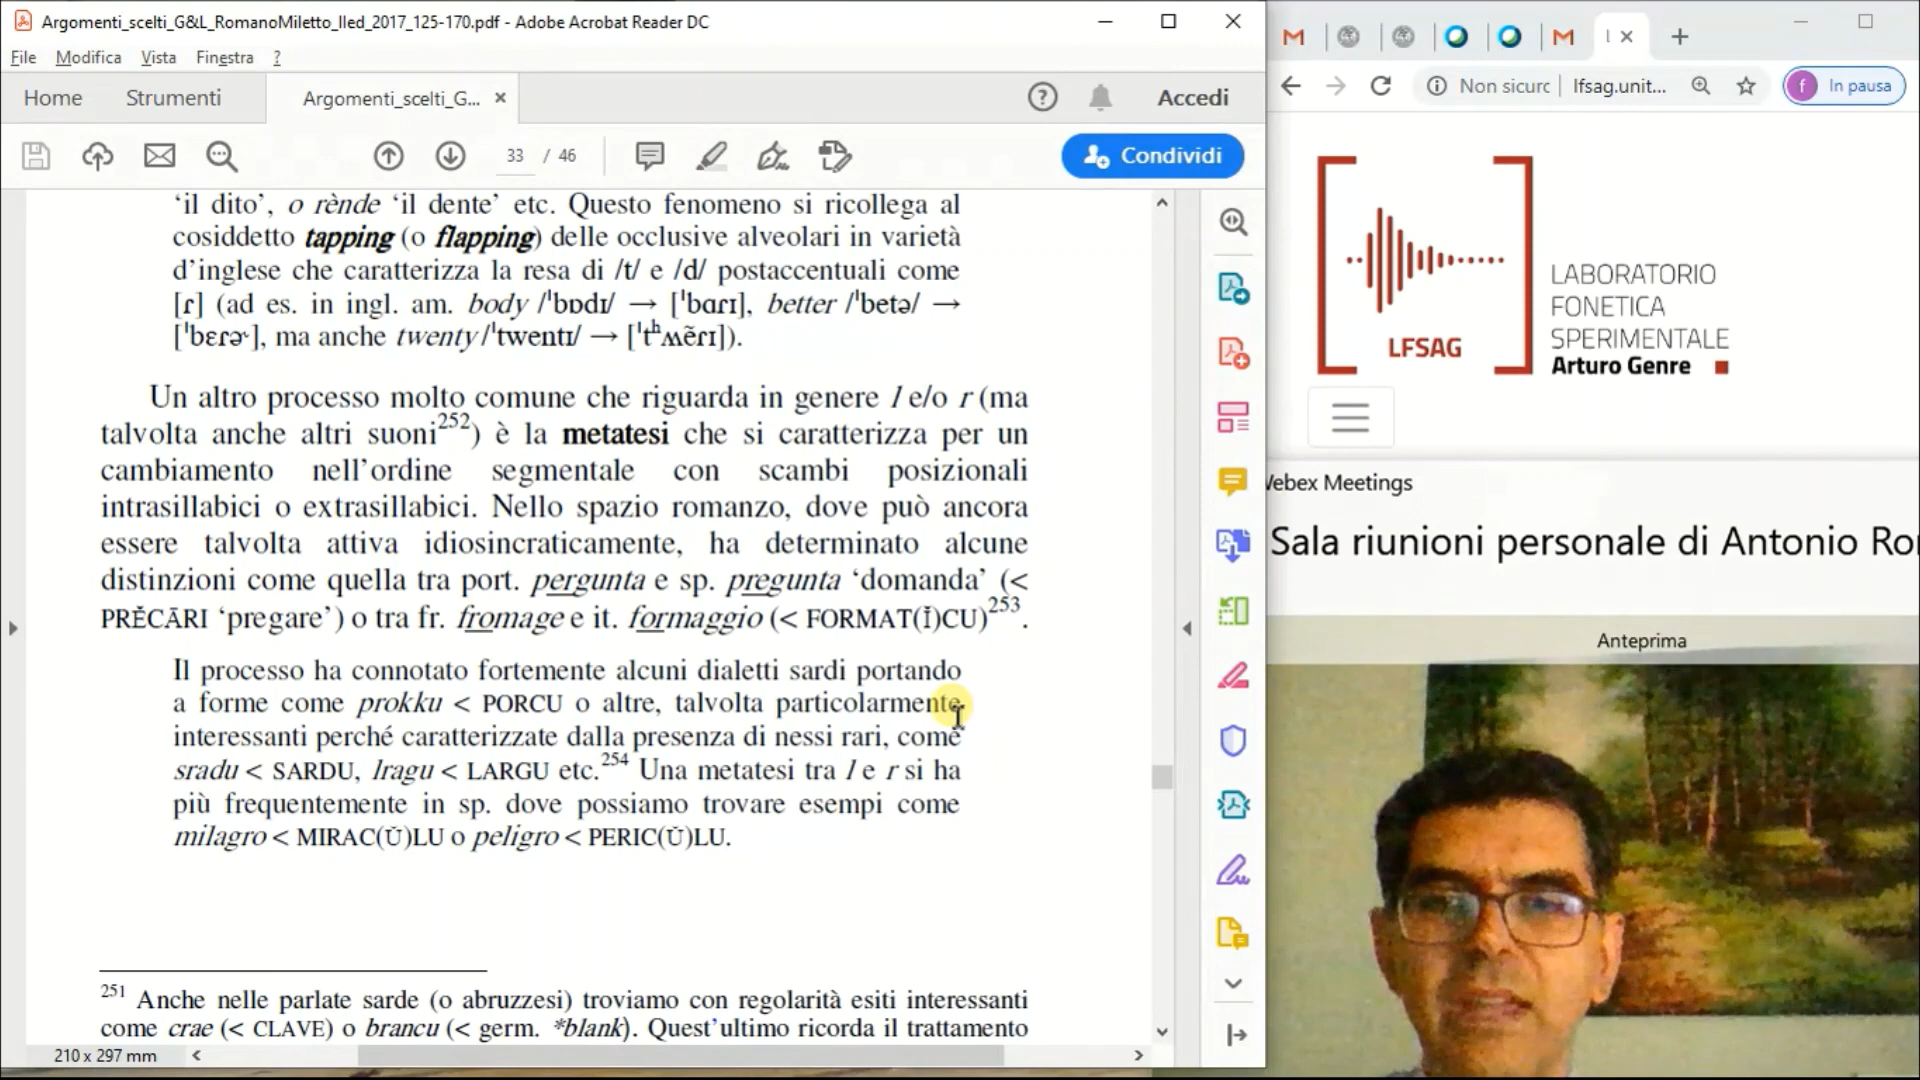 Argomenti_scelti_G&L_RomanoMiletto_lled_2017_125-170.pdf - Adobe Acrobat Reader DC
File Modifica Vista Finestra ?
Home Strumenti Argomenti_scelti_G... Accedi
33 / 46 Condividi
‘il dito’, o rènde ‘il dente’ etc. Questo fenomeno si ricollega al
cosiddetto tapping (o flapping) delle occlusive alveolari in varietà
d’inglese che caratterizza la resa di /t/ e /d/ postaccentuali come
[ɾ] (ad es. in ingl. am. body /ˈbɒdɪ/ → [ˈbɑɾɪ], better /ˈbetə/ →
[ˈbɛɾɚ], ma anche twenty /ˈtwentɪ/ → [ˈtʰʍẽɾɪ]).
Un altro processo molto comune che riguarda in genere l e/o r (ma
talvolta anche altri suoni252) è la metatesi che si caratterizza per un
cambiamento nell’ordine segmentale con scambi posizionali
intrasillabici o extrasillabici. Nello spazio romanzo, dove può ancora
essere talvolta attiva idiosincraticamente, ha determinato alcune
distinzioni come quella tra port. pergunta e sp. pregunta ‘domanda’ (<
PRĔCĀRI ‘pregare’) o tra fr. fromage e it. formaggio (< FORMAT(Ĭ)CU)253.
Il processo ha connotato fortemente alcuni dialetti sardi portando
a forme come prokku < PORCU o altre, talvolta particolarmente
interessanti perché caratterizzate dalla presenza di nessi rari, come
sradu < SARDU, lragu < LARGU etc.254 Una metatesi tra l e r si ha
più frequentemente in sp. dove possiamo trovare esempi come
milagro < MIRAC(Ŭ)LU o peligro < PERIC(Ŭ)LU.
251 Anche nelle parlate sarde (o abruzzesi) troviamo con regolarità esiti interessanti
come crae (< CLAVE) o brancu (< germ. *blank). Quest’ultimo ricorda il trattamento
210 x 297 mm
Non sicurc lfsag.unit... f In pausa
LFSAG
LABORATORIO
FONETICA
SPERIMENTALE
Arturo Genre
Webex Meetings
Sala riunioni personale di Antonio Ro
Anteprima